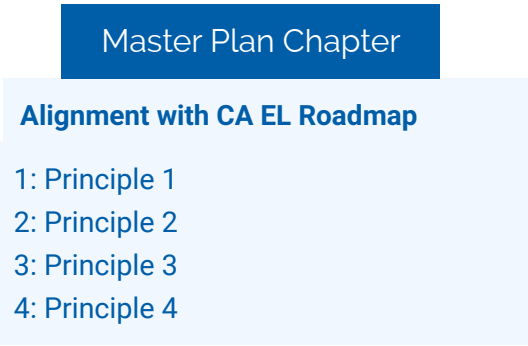 Master Plan Chapter
Alignment with CA EL Roadmap
1: Principle 1
2: Principle 2
3: Principle 3
4: Principle 4